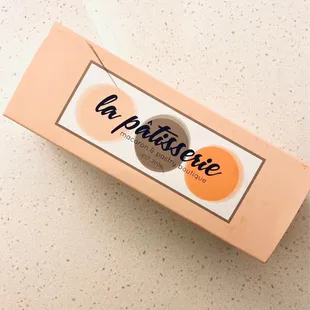 la pâtisserie
macaron & pastry boutique